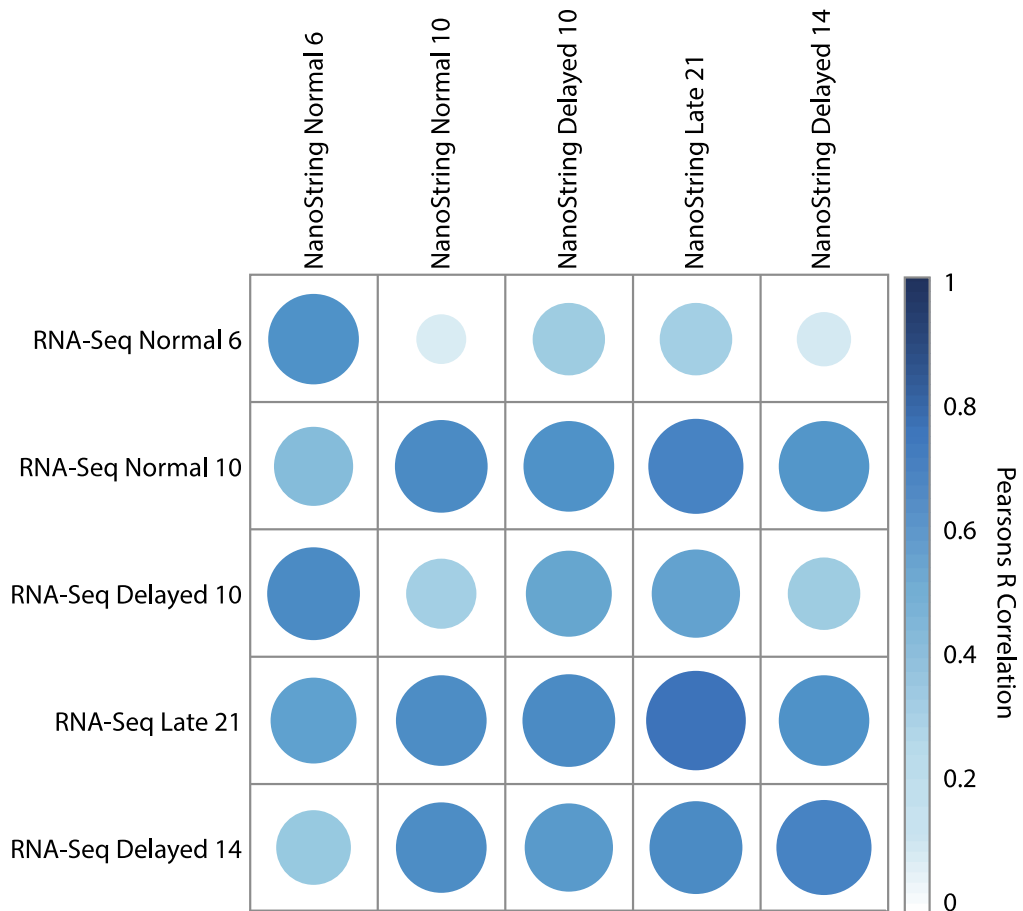 NanoString Normal 6
NanoString Normal 10
NanoString Delayed 10
NanoString Late 21
NanoString Delayed 14
RNA-Seq Normal 6
RNA-Seq Normal 10
RNA-Seq Delayed 10
RNA-Seq Late 21
RNA-Seq Delayed 14
1
0.8
0.6
0.4
0.2
0
Pearsons R Correlation